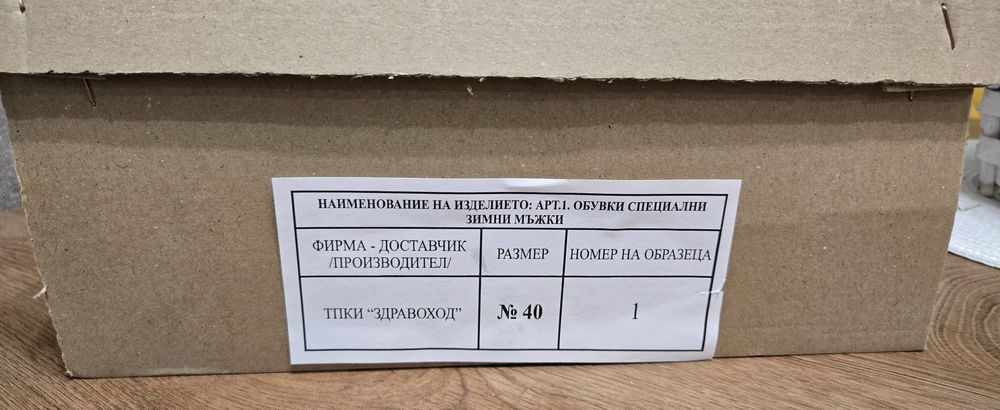 НАИМЕНОВАНИЕ НА ИЗДЕЛИЕТО: АРТ.1. ОБУВКИ СПЕЦИАЛНИ
ЗИМНИ МЪЖКИ
ФИРМА - ДОСТАВЧИК
/ПРОИЗВОДИТЕЛ/
РАЗМЕР
НОМЕР НА ОБРАЗЕЦА
ТПКИ “ЗДРАВОХОД”
№ 40
1